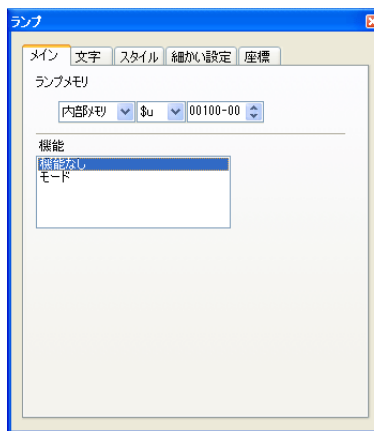 ランプ
メイン 文字 スタイル 細かい設定 座標
ランプメモリ
内部メモリ $u 00100-00
機能
機能なし
モード